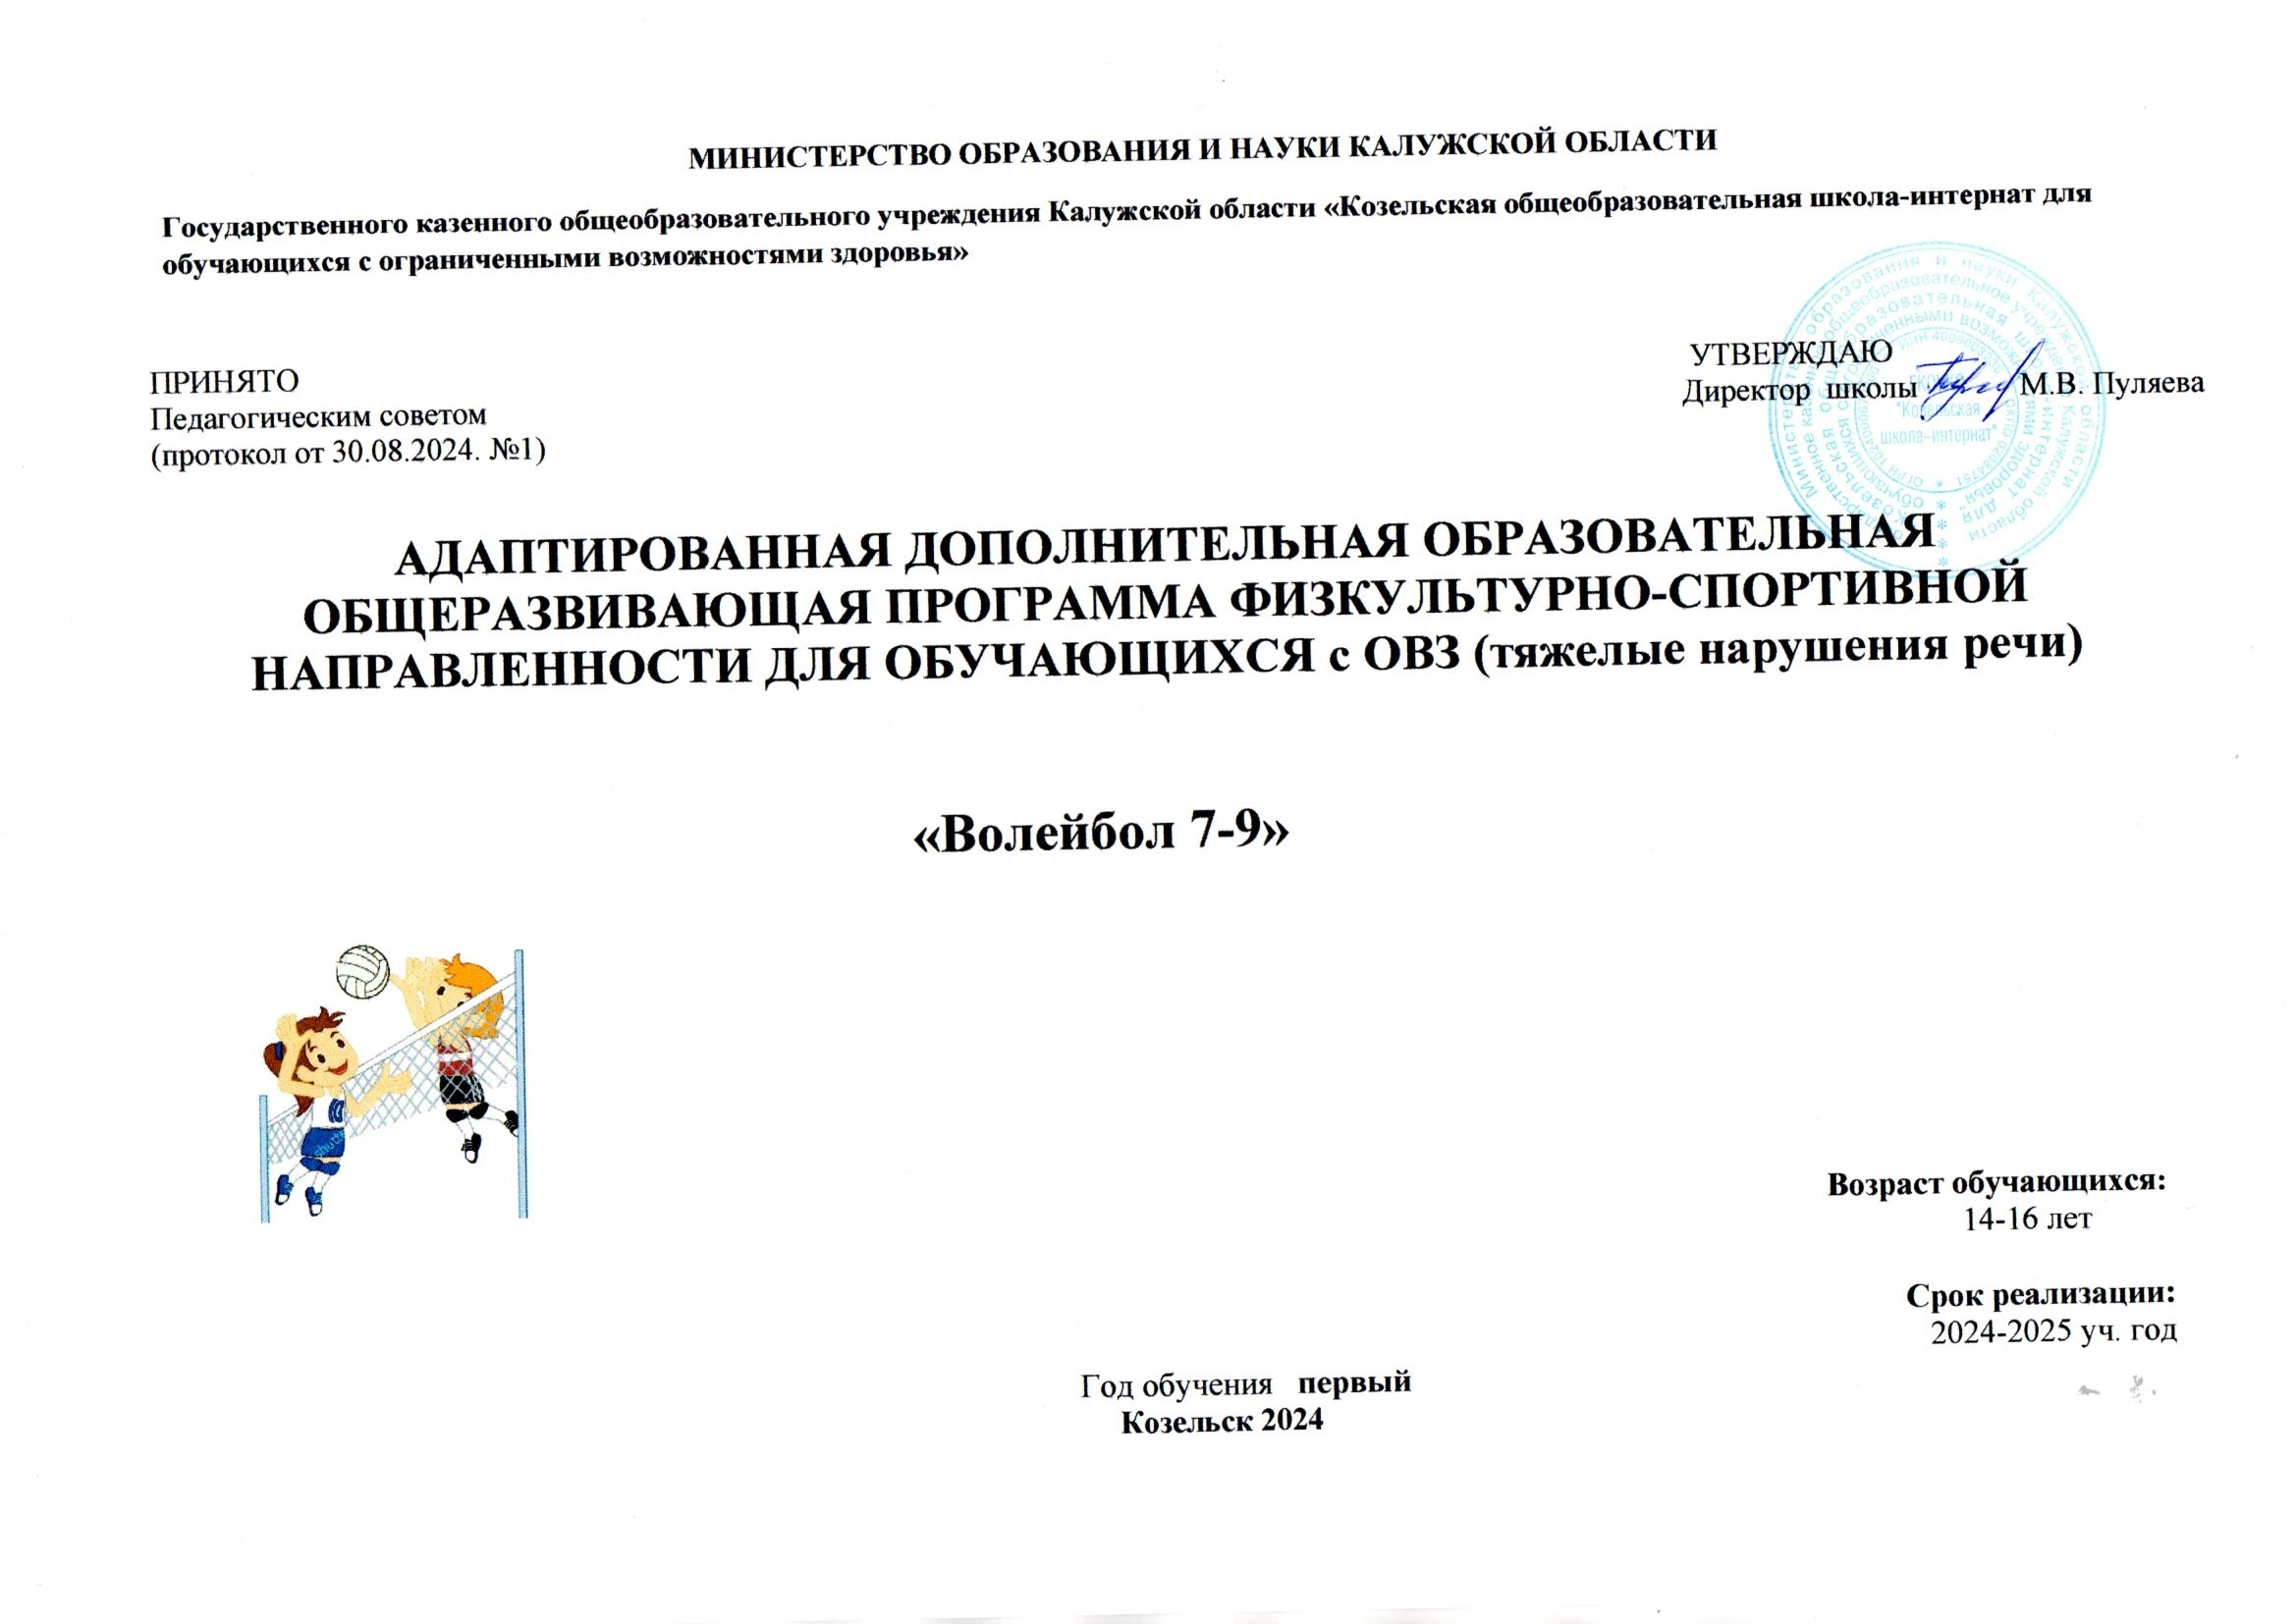 МИНИСТЕРСТВО ОБРАЗОВАНИЯ И НАУКИ КАЛУЖСКОЙ ОБЛАСТИ
Государственного казенного общеобразовательного учреждения Калужской области «Козельская общеобразовательная школа-интернат для
обучающихся с ограниченными возможностями здоровья»
ПРИНЯТО
Педагогическим советом
(протокол от 30.08.2024. №1)
УТВЕРЖДАЮ
Директор школы М.В. Пуляева
"Козельская
школа-интернат"
АДАПТИРОВАННАЯ ДОПОЛНИТЕЛЬНАЯ ОБРАЗОВАТЕЛЬНАЯ
ОБЩЕРАЗВИВАЮЩАЯ ПРОГРАММА ФИЗКУЛЬТУРНО-СПОРТИВНОЙ
НАПРАВЛЕННОСТИ ДЛЯ ОБУЧАЮЩИХСЯ с ОВЗ (тяжелые нарушения речи)
«Волейбол 7-9»
Возраст обучающихся:
14-16 лет
Срок реализации:
2024-2025 уч. год
Год обучения первый
Козельск 2024